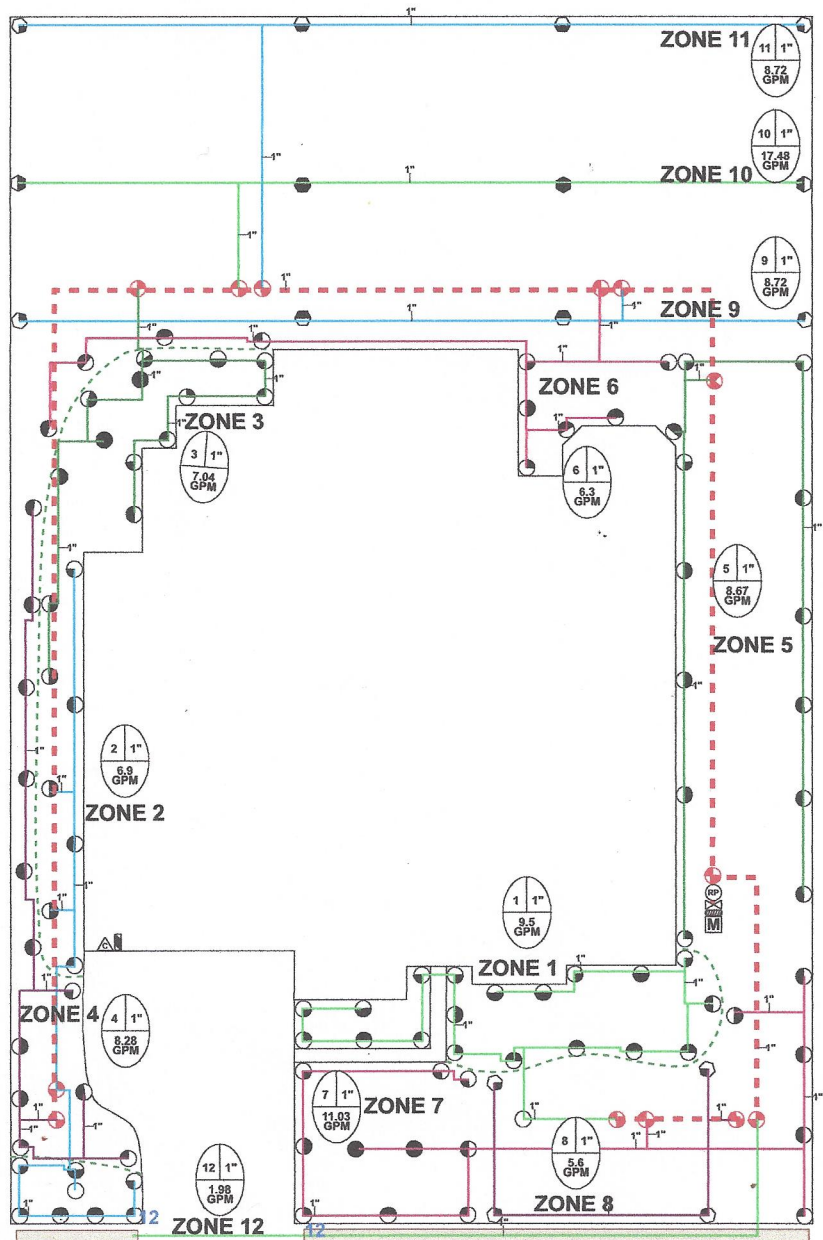 1"
ZONE 11
11 1"
8.72
GPM
1"
10 1"
17.48
GPM
1"
ZONE 10
1"
9 1"
8.72
GPM
1"
1"
ZONE 9
1"
1"
1"
1"
1"
ZONE 6
1"
1"
1"
1"
ZONE 3
1"
3 1"
7.04
GPM
6 1"
6.3
GPM
1"
1"
5 1"
8.67
GPM
ZONE 5
1"
1"
2 1"
6.9
GPM
1"
ZONE 2
1"
RP
M
1 1"
9.5
GPM
1"
C
ZONE 1
1"
1"
ZONE 4
4 1"
8.28
GPM
1"
1"
1"
7 1"
11.03
GPM
ZONE 7
1"
1"
1"
1"
8 1"
5.6
GPM
1"
1"
12 1"
1.98
GPM
1"
1"
ZONE 8
12
ZONE 12
12
1"